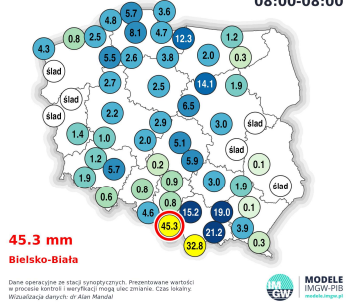 08:00-08:00
3.6
5.7
4.8
0.8 2.5 8.1 4.7 12.3 1.2
4.3
5.5 2.6 3.8 2.0 0.3
ślad
2.7 2.5 14.1 1.9
ślad
6.5
ślad 2.2 2.9 3.0 ślad
1.4 1.0 2.0 5.1
ślad
1.2 5.7 0.2 5.9 0.1
1.9 0.9 3.0 1.9 ślad
0.6 0.8
0.8 0.1
4.6 15.2 19.0
45.3 21.2 3.9
32.8 0.3
45.3 mm
Bielsko-Biała
Dane operacyjne ze stacji synoptycznych. Prezentowane wartości
w procesie kontroli i weryfikacji mogą ulec zmianie. Czas lokalny.
Wizualizacja danych: dr Alan Mandal
IM
GW
MODELE
IMGW-PIB